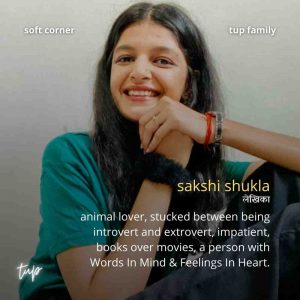 soft corner
tup family
sakshi shukla
लेखिका
animal lover, stucked between being
introvert and extrovert, impatient,
books over movies, a person with
Words In Mind & Feelings In Heart.
tup